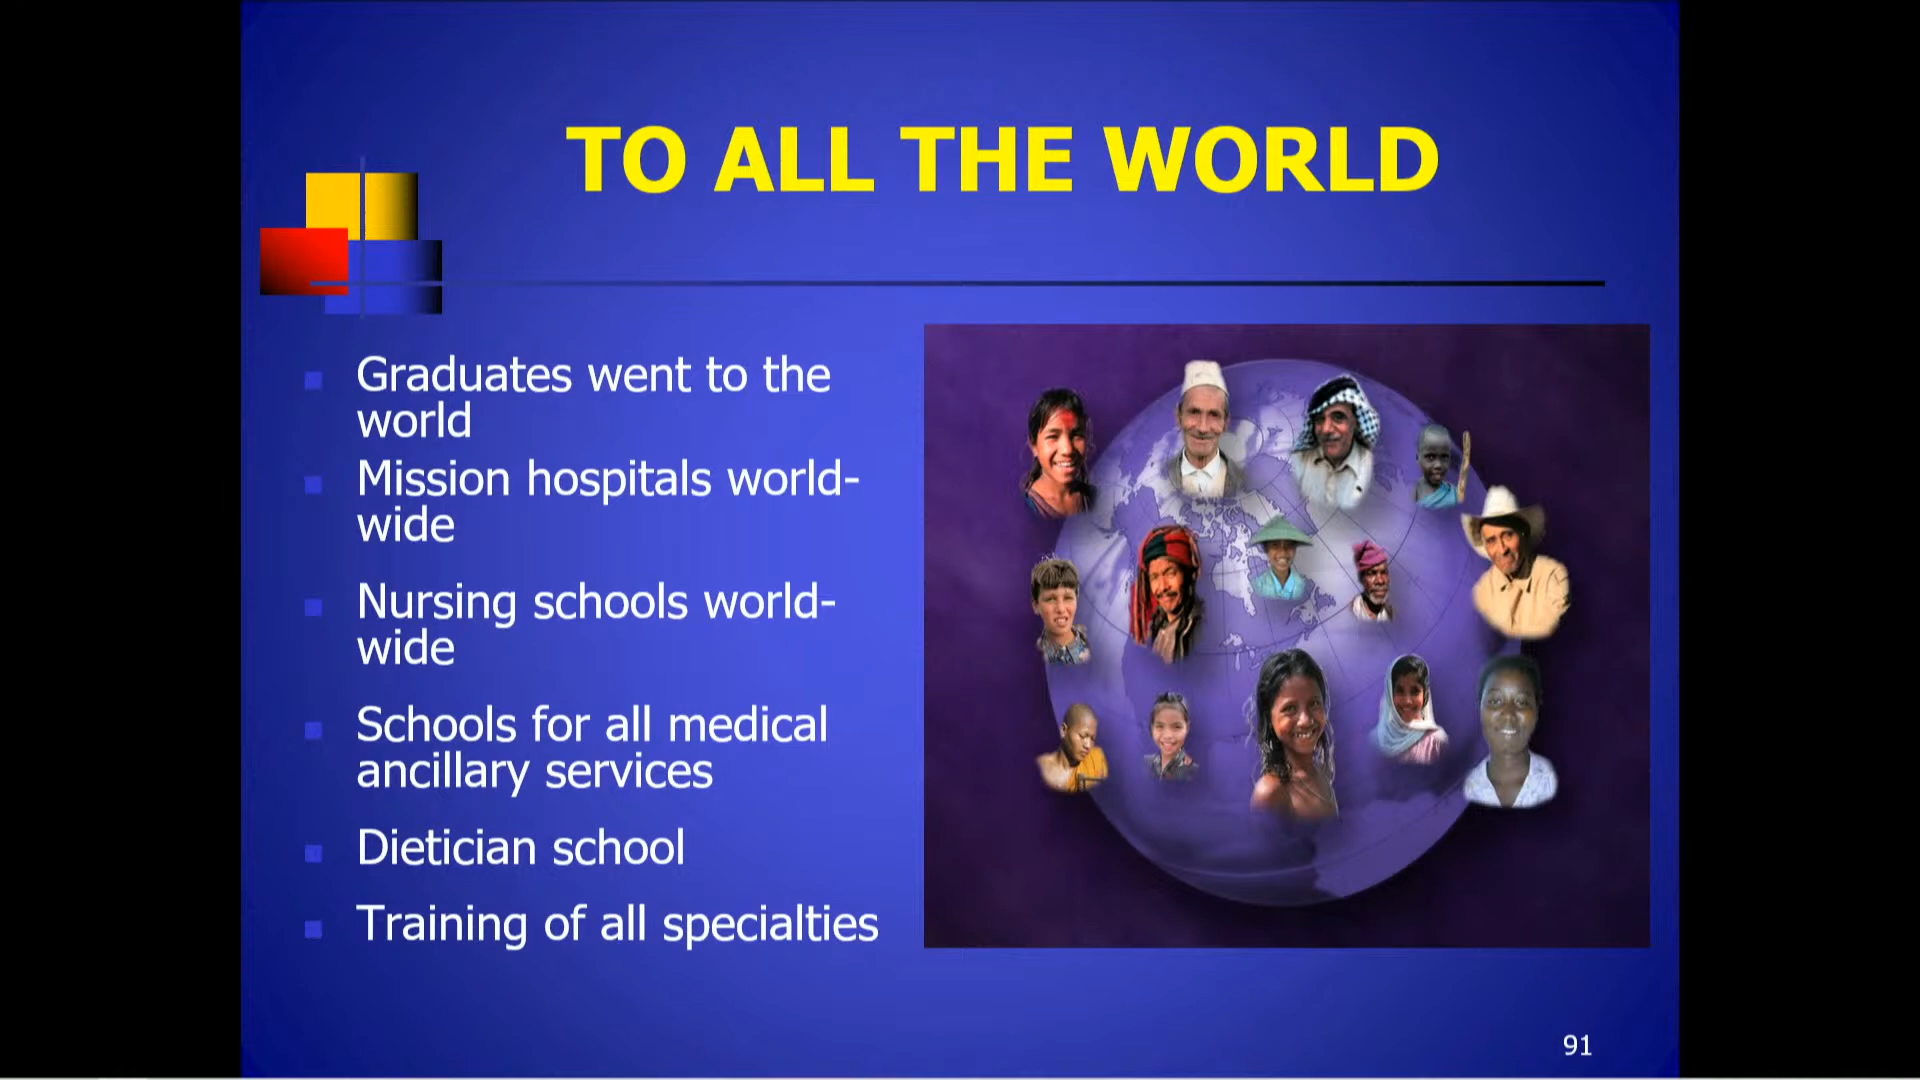 TO ALL THE WORLD
Graduates went to the
world
Mission hospitals world-
wide
Nursing schools world-
wide
Schools for all medical
ancillary services
Dietician school
Training of all specialties
91